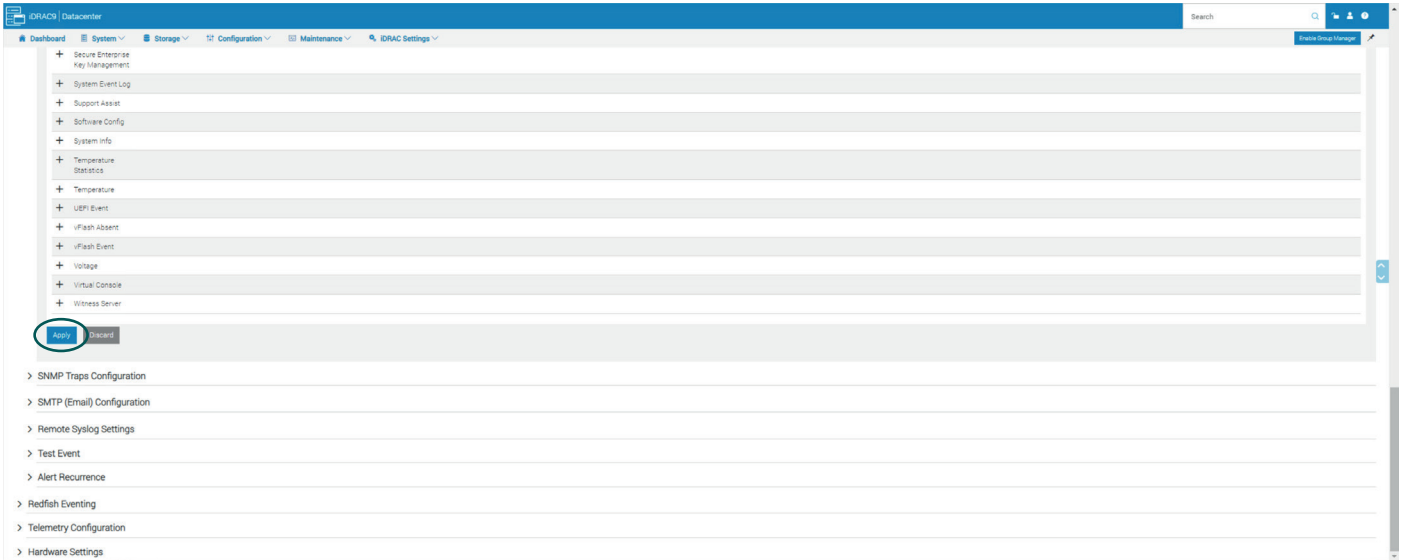 iDRAC9 | Datacenter
Search
Dashboard System Storage Configuration Maintenance iDRAC Settings
Enable Group Manager
Secure Enterprise
Key Management
System Event Log
Support Assist
Software Config
System Info
Temperature
Statistics
Temperature
UEFI Event
vFlash Absent
vFlash Event
Voltage
Virtual Console
Witness Server
Apply Discard
SNMP Traps Configuration
SMTP (Email) Configuration
Remote Syslog Settings
Test Event
Alert Recurrence
Redfish Eventing
Telemetry Configuration
Hardware Settings